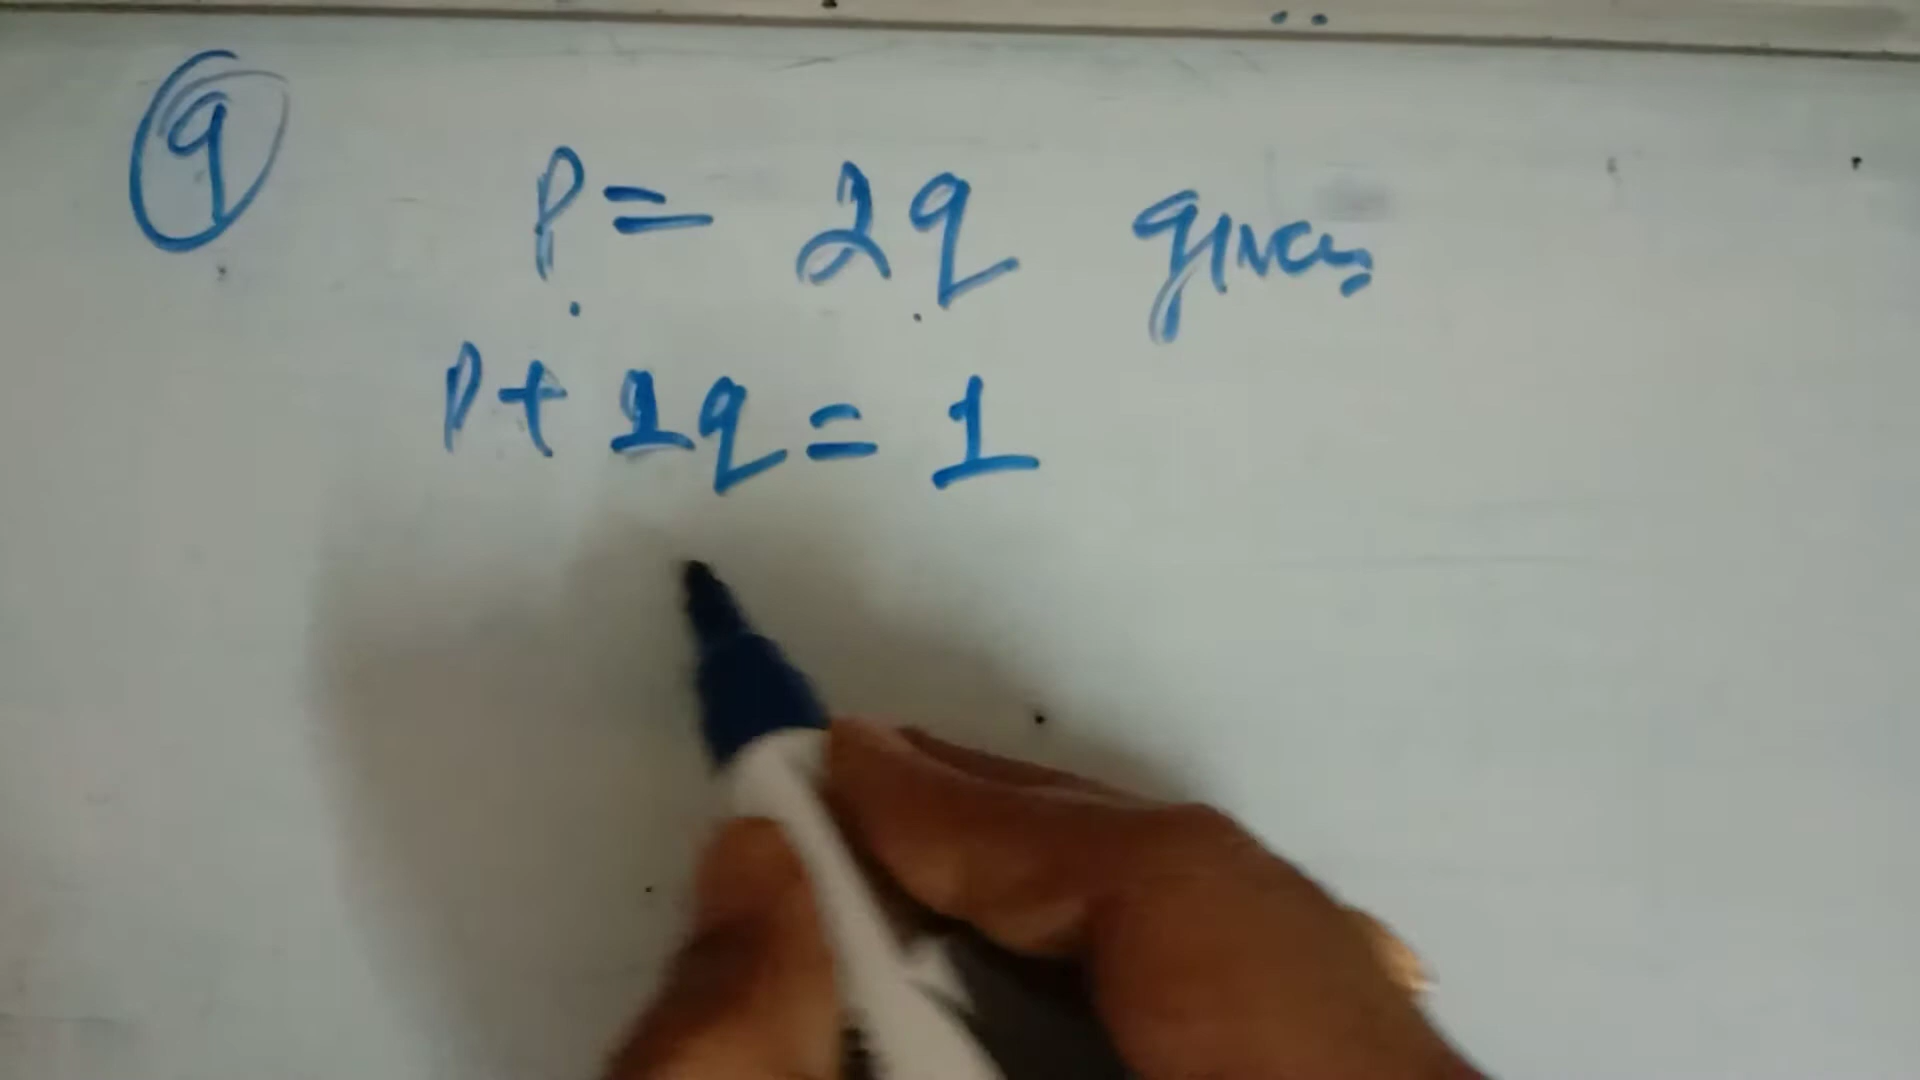 9
P = 2q given
P + 1q = 1